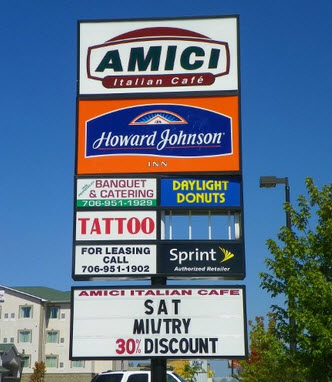 AMICI
Italian Café
Howard Johnson
INN
BANQUET
& CATERING
706-951-1929
DAYLIGHT
DONUTS
TATTOO
FOR LEASING
CALL
706-951-1902
Sprint
Authorized Retailer
AMICI ITALIAN CAFE
SAT
MIL/TRY
30% DISCOUNT